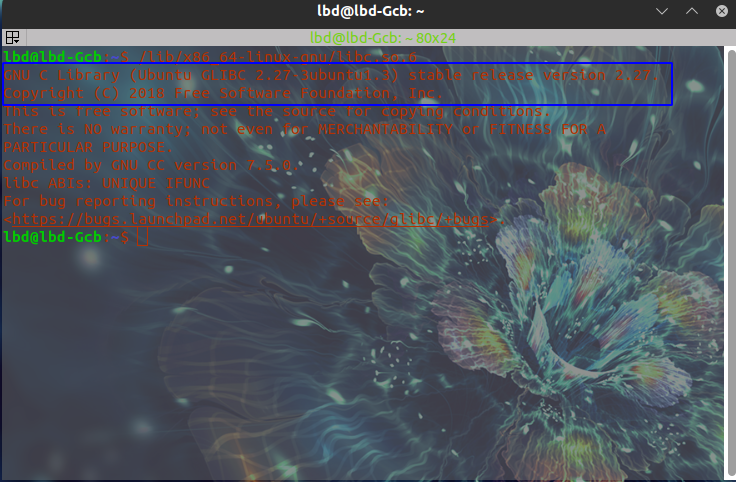 lbd@lbd-Gcb: ~
lbd@lbd-Gcb: ~ 80x24
lbd@lbd-Gcb:~$ /lib/x86_64-linux-gnu/libc.so.6
GNU C Library (Ubuntu GLIBC 2.27-3ubuntu1.3) stable release version 2.27.
Copyright (C) 2018 Free Software Foundation, Inc.
This is free software; see the source for copying conditions.
There is NO warranty; not even for MERCHANTABILITY or FITNESS FOR A
PARTICULAR PURPOSE.
Compiled by GNU CC version 7.5.0.
libc ABIs: UNIQUE IFUNC
For bug reporting instructions, please see:
<https://bugs.launchpad.net/ubuntu/+source/glibc/+bugs>.
lbd@lbd-Gcb:~$